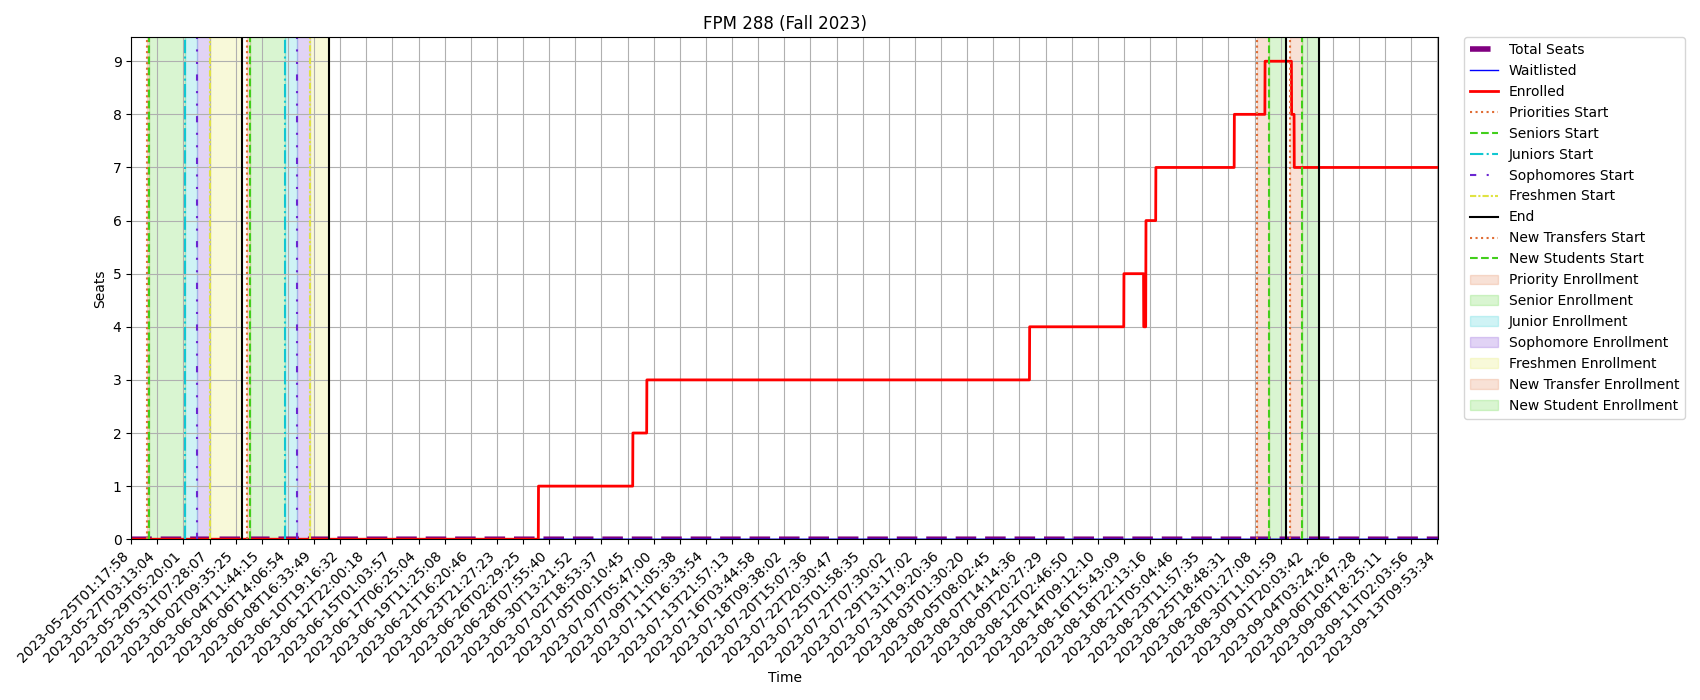 FPM 288 (Fall 2023)
9
8
7
6
5
4
3
2
1
0
Seats
2023-05-25T01:17:58
2023-05-27T03:13:04
2023-05-29T05:20:01
2023-05-31T07:28:07
2023-06-02T09:35:25
2023-06-04T11:44:15
2023-06-06T14:06:54
2023-06-08T16:33:49
2023-06-10T19:16:32
2023-06-12T22:00:18
2023-06-15T01:03:57
2023-06-17T06:25:04
2023-06-19T11:25:08
2023-06-21T16:20:46
2023-06-23T21:27:23
2023-06-26T02:29:25
2023-06-28T07:55:40
2023-06-30T13:21:52
2023-07-02T18:53:37
2023-07-05T00:10:45
2023-07-07T05:47:00
2023-07-09T11:05:38
2023-07-11T16:33:54
2023-07-13T21:57:13
2023-07-16T03:44:58
2023-07-18T09:38:02
2023-07-20T15:07:36
2023-07-22T20:30:47
2023-07-25T01:58:35
2023-07-27T07:30:02
2023-07-29T13:17:02
2023-07-31T19:20:36
2023-08-03T01:30:20
2023-08-05T08:02:45
2023-08-07T14:14:36
2023-08-09T20:27:29
2023-08-12T02:46:50
2023-08-14T09:12:10
2023-08-16T15:43:09
2023-08-18T22:13:16
2023-08-21T05:04:46
2023-08-23T11:57:35
2023-08-25T18:48:31
2023-08-28T01:27:08
2023-08-30T11:01:59
2023-09-01T20:03:42
2023-09-04T03:24:26
2023-09-06T10:47:28
2023-09-08T18:25:11
2023-09-11T02:03:56
2023-09-13T09:53:34
Time
Total Seats
Waitlisted
Enrolled
Priorities Start
Seniors Start
Juniors Start
Sophomores Start
Freshmen Start
End
New Transfers Start
New Students Start
Priority Enrollment
Senior Enrollment
Junior Enrollment
Sophomore Enrollment
Freshmen Enrollment
New Transfer Enrollment
New Student Enrollment